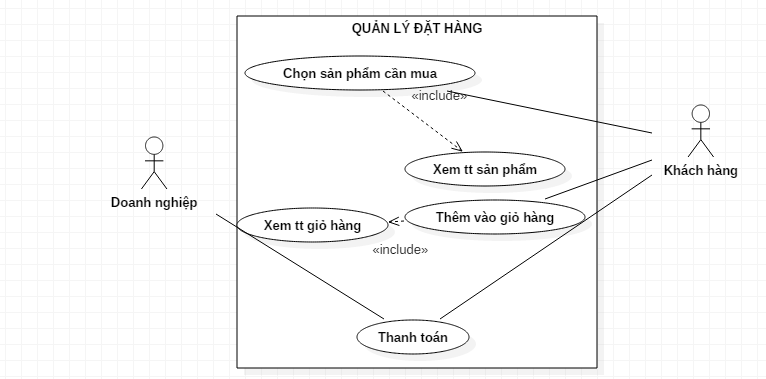 QUẢN LÝ ĐẶT HÀNG
Chọn sản phẩm cần mua
«include»
Xem tt sản phẩm
Khách hàng
Doanh nghiệp
Thêm vào giỏ hàng
Xem tt giỏ hàng
«include»
Thanh toán